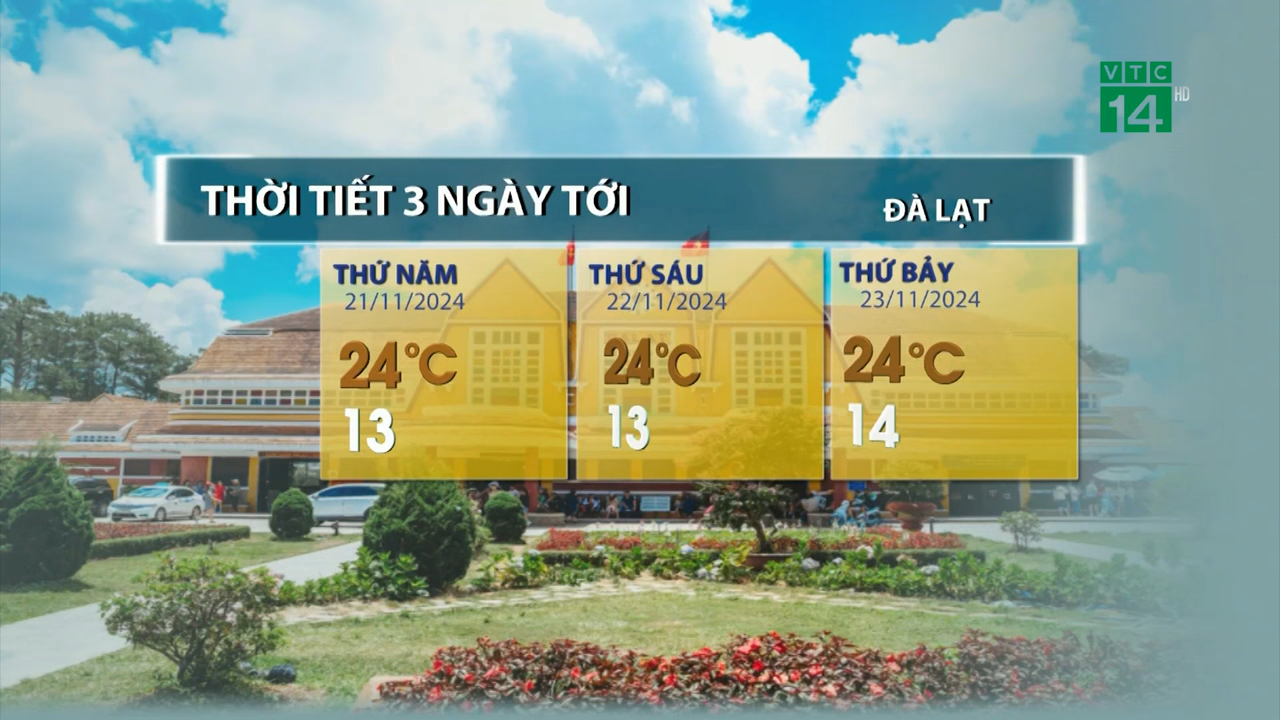 VTC
14 HD
THỜI TIẾT 3 NGÀY TỚI
ĐÀ LẠT
THỨ NĂM
21/11/2024
24°C
13
THỨ SÁU
22/11/2024
24°C
13
THỨ BẢY
23/11/2024
24°C
14